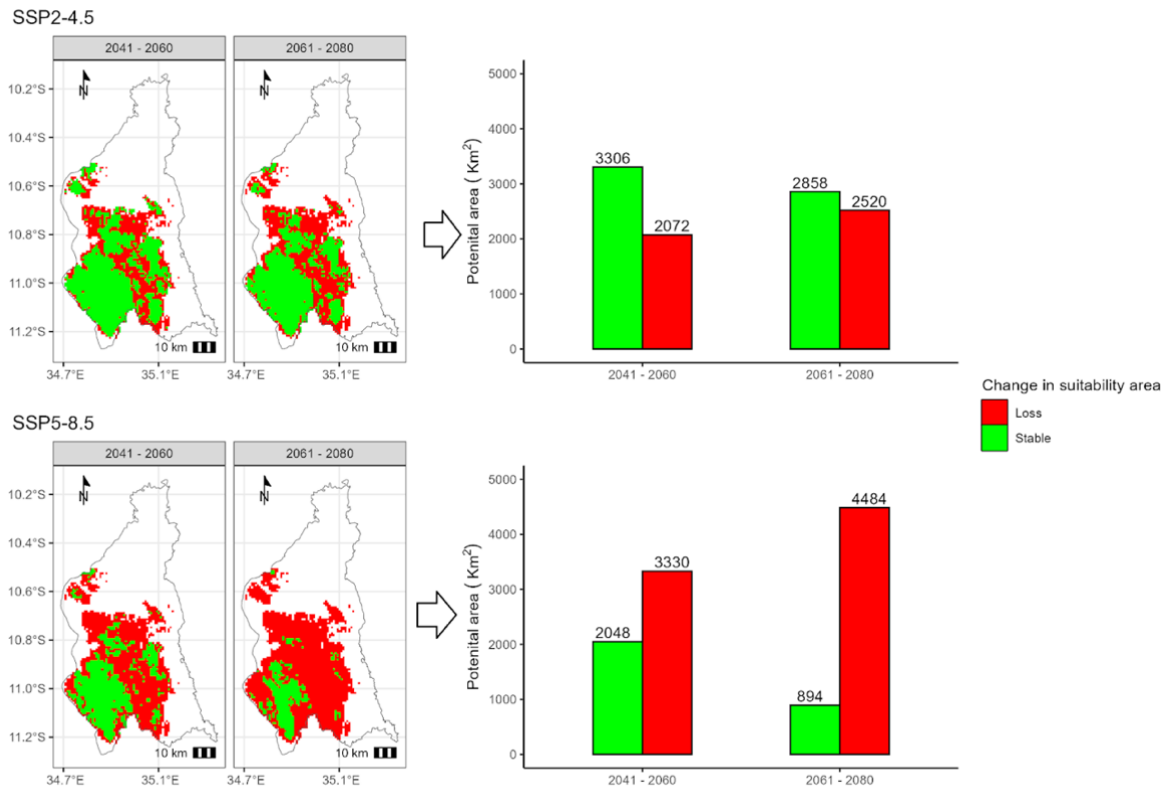 SSP2-4.5
2041 - 2060
2061 - 2080
N
N
10.2°S
10.4°S
10.6°S
10.8°S
11.0°S
11.2°S
10 km
10 km
34.7°E
35.1°E
34.7°E
35.1°E
Potenital area ( Km²)
5000
4000
3000
2000
1000
0
3306
2072
2858
2520
2041 - 2060
2061 - 2080
Change in suitability area
Loss
Stable
SSP5-8.5
2041 - 2060
2061 - 2080
N
N
10.2°S
10.4°S
10.6°S
10.8°S
11.0°S
11.2°S
10 km
10 km
34.7°E
35.1°E
34.7°E
35.1°E
Potenital area ( Km²)
5000
4000
3000
2000
1000
0
2048
3330
894
4484
2041 - 2060
2061 - 2080